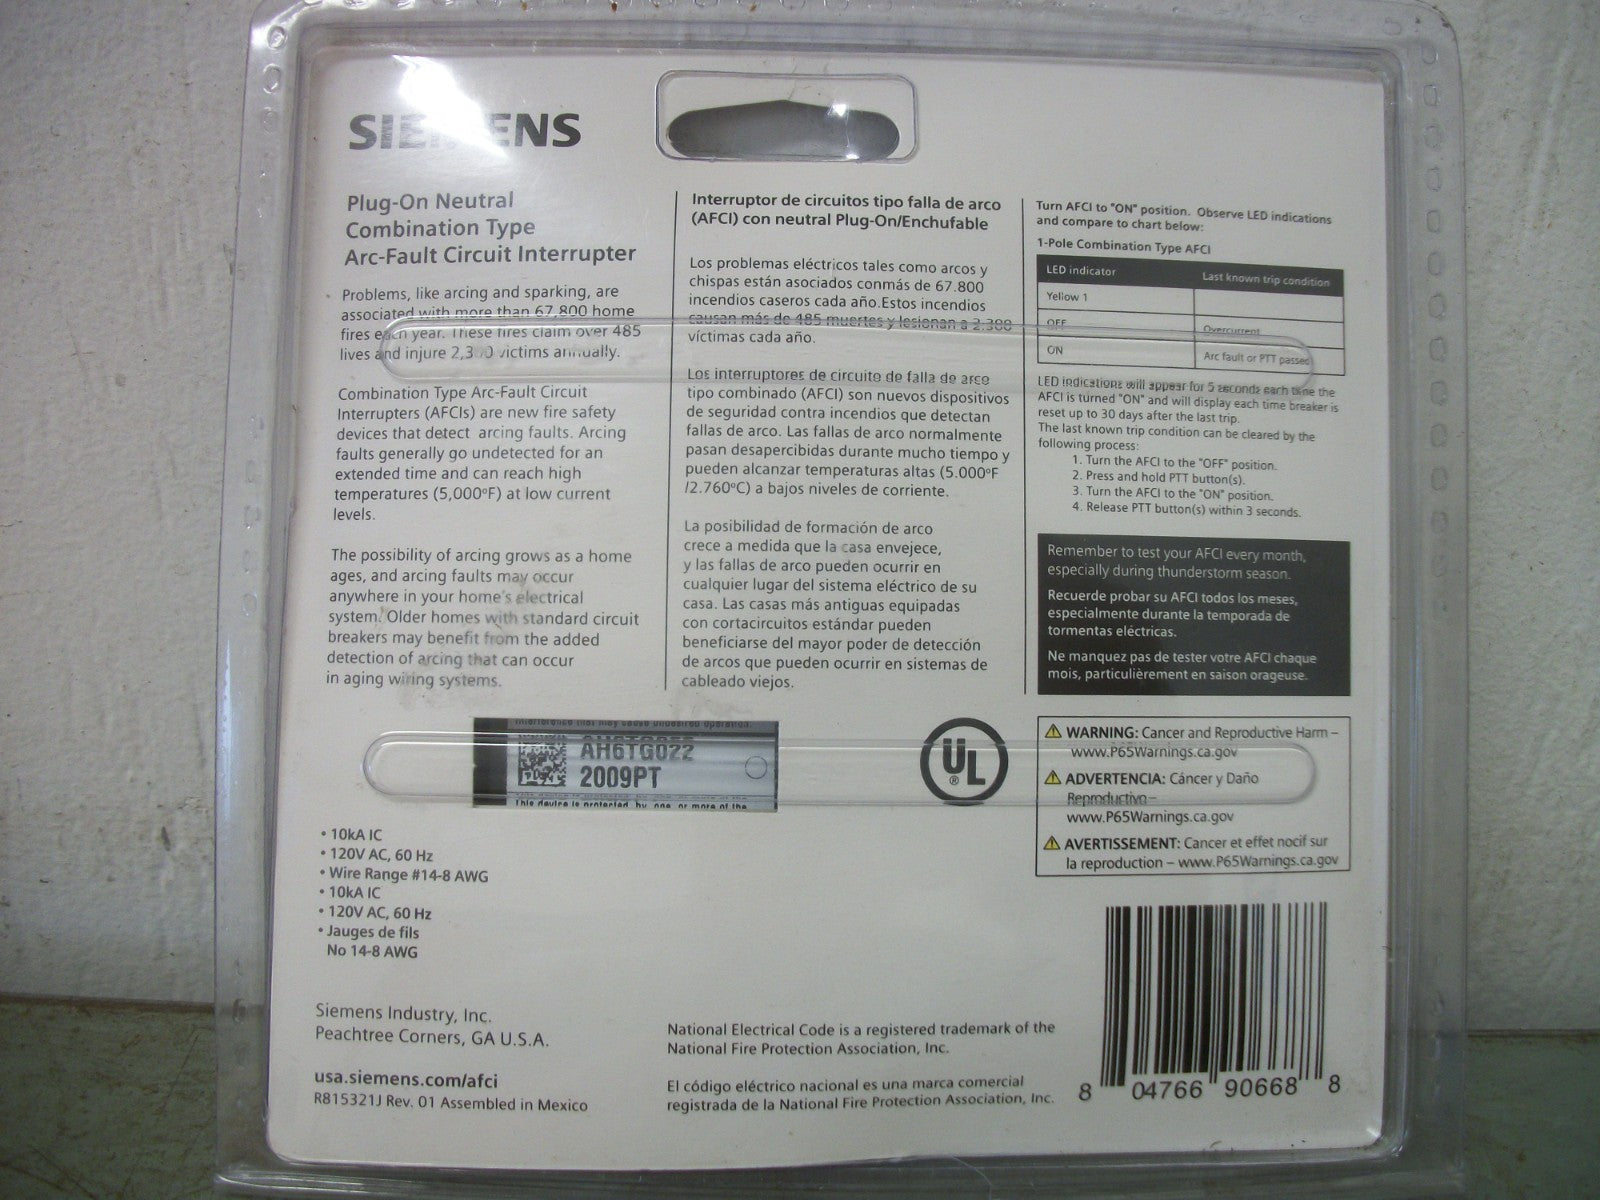 SIEMENS
Plug-On Neutral
Combination Type
Arc-Fault Circuit Interrupter
Problems, like arcing and sparking, are
associated with more than 67,800 home
fires each year. These fires claim over 485
lives and injure 2,300 victims annually.
Combination Type Arc-Fault Circuit
Interrupters (AFCIs) are new fire safety
devices that detect arcing faults. Arcing
faults generally go undetected for an
extended time and can reach high
temperatures (5,000ºF) at low current
levels.
The possibility of arcing grows as a home
ages, and arcing faults may occur
anywhere in your home's electrical
system. Older homes with standard circuit
breakers may benefit from the added
detection of arcing that can occur
in aging wiring systems.
Interruptor de circuitos tipo falla de arco
(AFCI) con neutral Plug-On/Enchufable
Los problemas eléctricos tales como arcos y
chispas están asociados conmás de 67.800
incendios caseros cada año.Estos incendios
causan más de 485 muertes y lesionan a 2.300
víctimas cada año.
Los interruptores de circuito de falla de arco
tipo combinado (AFCI) son nuevos dispositivos
de seguridad contra incendios que detectan
fallas de arco. Las fallas de arco normalmente
pasan desapercibidas durante mucho tiempo y
pueden alcanzar temperaturas altas (5.000ºF
/2.760ºC) a bajos niveles de corriente.
La posibilidad de formación de arco
crece a medida que la casa envejece,
y las fallas de arco pueden ocurrir en
cualquier lugar del sistema eléctrico de su
casa. Las casas más antiguas equipadas
con cortacircuitos estándar pueden
beneficiarse del mayor poder de detección
de arcos que pueden ocurrir en sistemas de
cableado viejos.
Turn AFCI to "ON" position. Observe LED indications
and compare to chart below:
1-Pole Combination Type AFCI
LED indicator Last known trip condition
Yellow 1
OFF Overcurrent
ON Arc fault or PTT passed
LED indications will appear for 5 seconds each time the
AFCI is turned "ON" and will display each time breaker is
reset up to 30 days after the last trip.
The last known trip condition can be cleared by the
following process:
1. Turn the AFCI to the "OFF" position.
2. Press and hold PTT button(s).
3. Turn the AFCI to the "ON" position.
4. Release PTT button(s) within 3 seconds.
Remember to test your AFCI every month,
especially during thunderstorm season.
Recuerde probar su AFCI todos los meses,
especialmente durante la temporada de
tormentas eléctricas.
Ne manquez pas de tester votre AFCI chaque
mois, particulièrement en saison orageuse.
interference that may cause undesired operation.
AH6TG022
2009PT
This device is protected by one or more of the
UL ®
WARNING: Cancer and Reproductive Harm –
www.P65Warnings.ca.gov
ADVERTENCIA: Cáncer y Daño
Reproductivo –
www.P65Warnings.ca.gov
AVERTISSEMENT: Cancer et effet nocif sur
la reproduction – www.P65Warnings.ca.gov
• 10kA IC
• 120V AC, 60 Hz
• Wire Range #14-8 AWG
• 10kA IC
• 120V AC, 60 Hz
• Jauges de fils
No 14-8 AWG
Siemens Industry, Inc.
Peachtree Corners, GA U.S.A.
usa.siemens.com/afci
R815321J Rev. 01 Assembled in Mexico
National Electrical Code is a registered trademark of the
National Fire Protection Association, Inc.
El código eléctrico nacional es una marca comercial
registrada de la National Fire Protection Association, Inc.
8 04766 90668 8